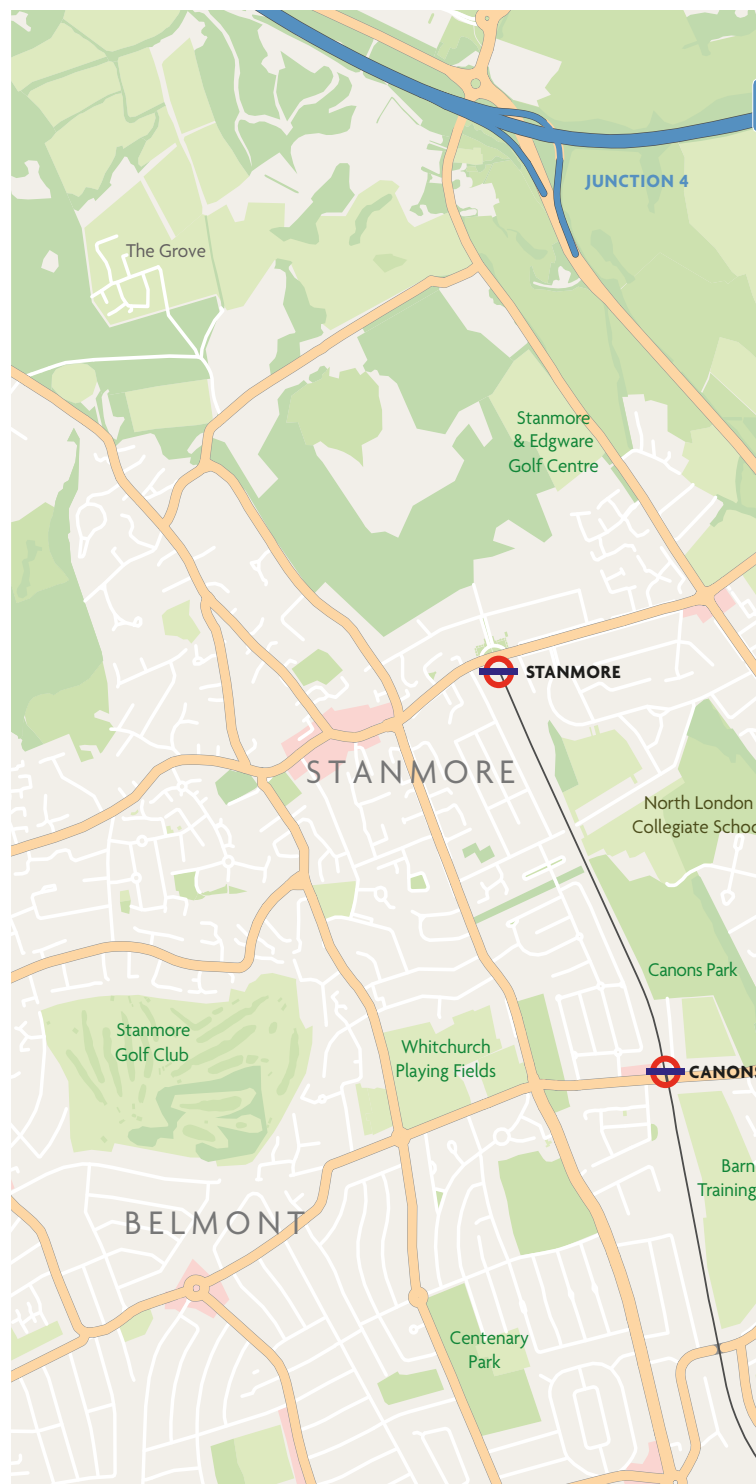 JUNCTION 4
The Grove
Stanmore
& Edgware
Golf Centre
STANMORE
STANMORE
North London
Collegiate Schoo
Canons Park
Stanmore
Golf Club
Whitchurch
Playing Fields
CANONS
Barn
Training
BELMONT
Centenary
Park